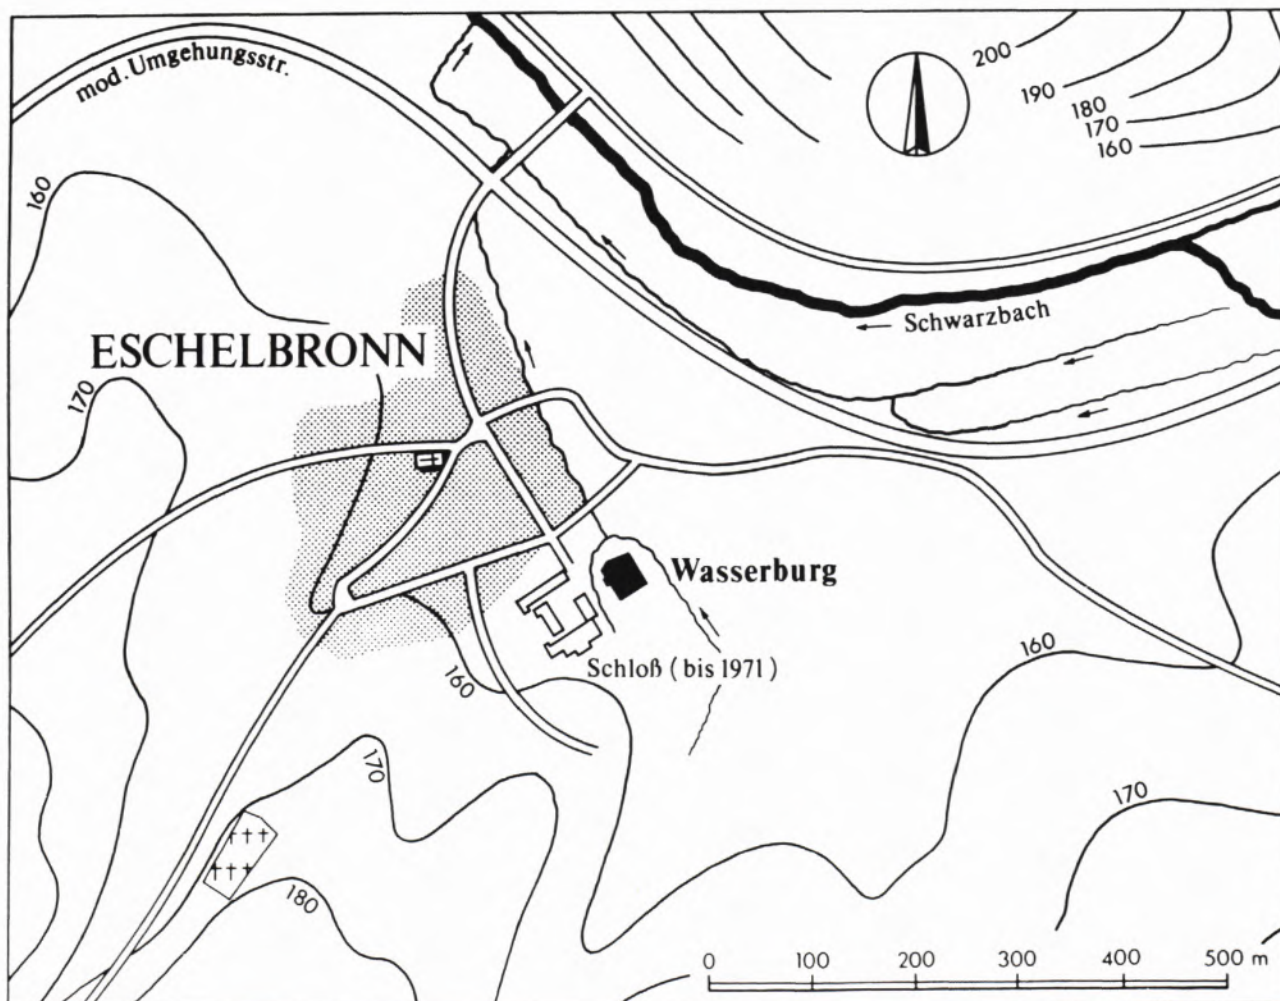 mod. Umgehungsstr.
200
190
180
170
160
160
Schwarzbach
ESCHELBRONN
170
Wasserburg
Schloß (bis 1971)
160
160
170
170
180
0 100 200 300 400 500 m